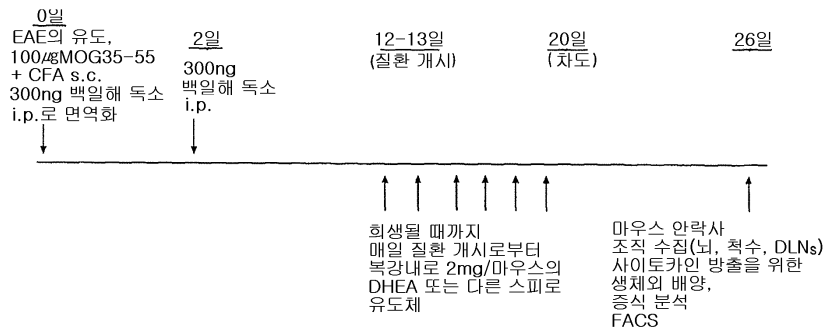 0일
EAE의 유도,
100㎍MOG35-55
+ CFA s.c.
300ng 백일해 독소
i.p.로 면역화
2일
300ng
백일해 독소
i.p.
12-13일
(질환 개시)
20일
(차도)
26일
희생될 때까지
매일 질환 개시로부터
복강내로 2mg/마우스의
DHEA 또는 다른 스피로
유도체
마우스 안락사
조직 수집(뇌, 척수, DLNs)
사이토카인 방출을 위한
생체외 배양,
증식 분석
FACS